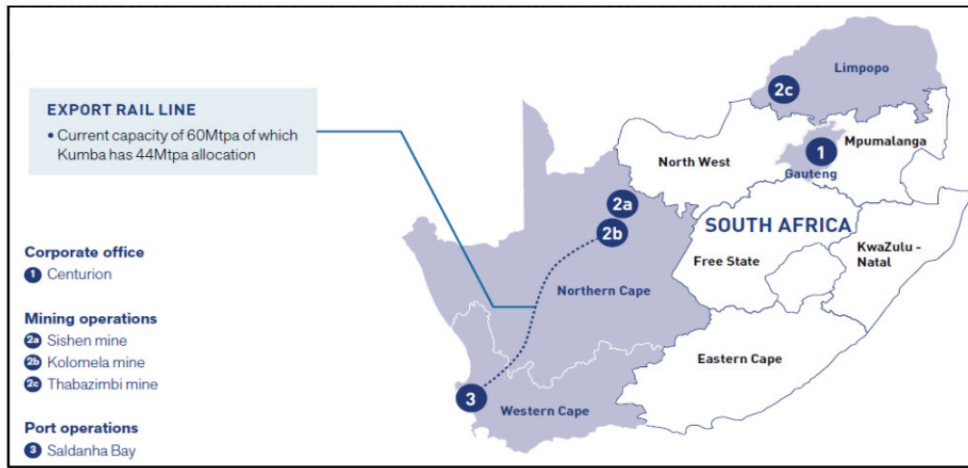 EXPORT RAIL LINE
• Current capacity of 60Mtpa of which
Kumba has 44Mtpa allocation
Corporate office
1 Centurion
Mining operations
2a Sishen mine
2b Kolomela mine
2c Thabazimbi mine
Port operations
3 Saldanha Bay
Limpopo
2c
Mpumalanga
1
North West
Gauteng
2a
SOUTH AFRICA
2b
KwaZulu -
Natal
Free State
Northern Cape
Eastern Cape
3
Western Cape